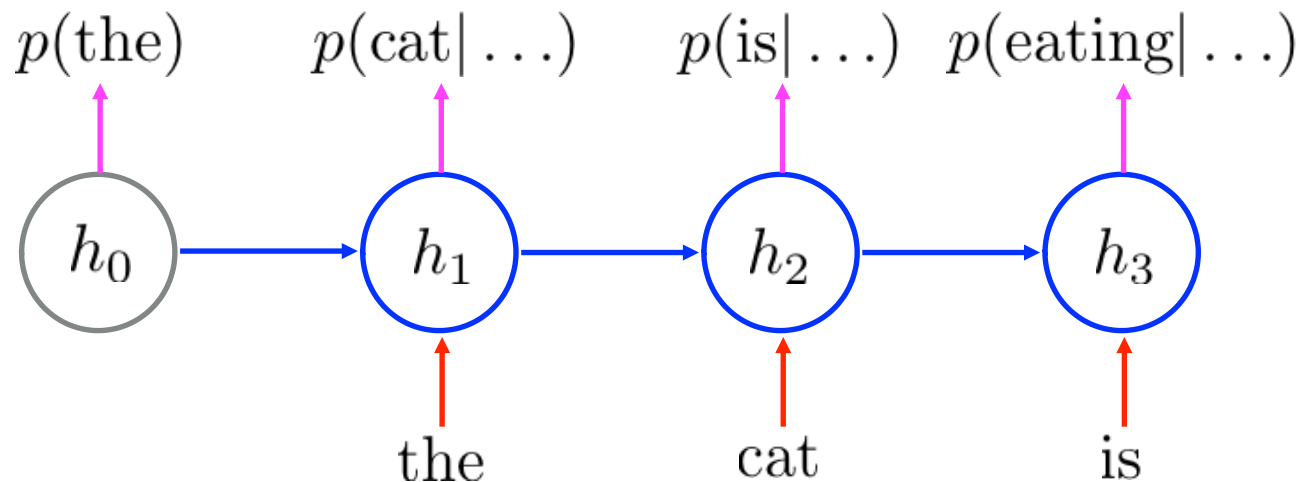 p(the) p(cat| ...) p(is| ...) p(eating| ...)
h₀ h₁ h₂ h₃
the cat is